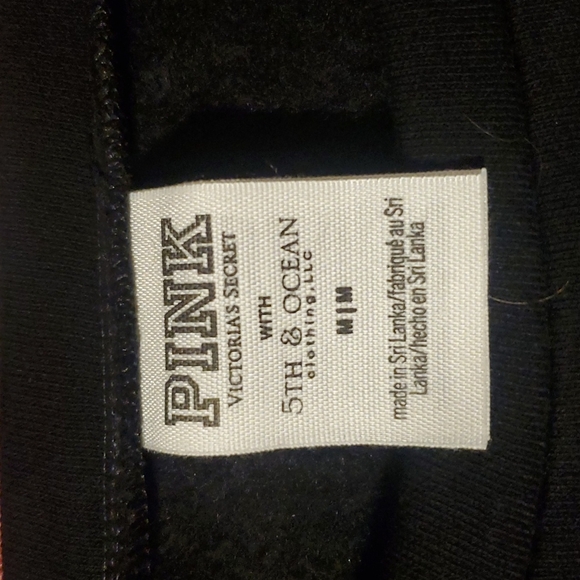 PINK
VICTORIA'S SECRET
WITH
5TH & OCEAN
clothing, LLC
M|M
made in Sri Lanka/fabriqué au Sri
Lanka/hecho en Sri Lanka